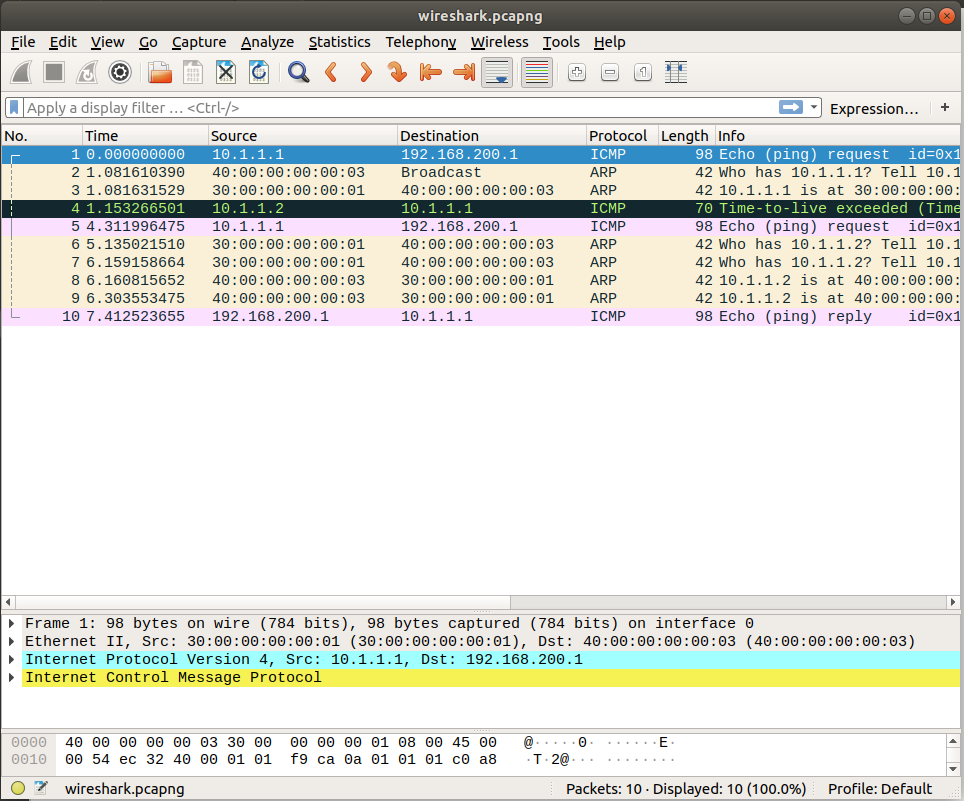 wireshark.pcapng
File Edit View Go Capture Analyze Statistics Telephony Wireless Tools Help
Apply a display filter … <Ctrl-/> Expression… +
No. Time Source Destination Protocol Length Info
1 0.000000000 10.1.1.1 192.168.200.1 ICMP 98 Echo (ping) request id=0x1
2 1.081610390 40:00:00:00:00:03 Broadcast ARP 42 Who has 10.1.1.1? Tell 10.1
3 1.081631529 30:00:00:00:00:01 40:00:00:00:00:03 ARP 42 10.1.1.1 is at 30:00:00:00:
4 1.153266501 10.1.1.2 10.1.1.1 ICMP 70 Time-to-live exceeded (Time
5 4.311996475 10.1.1.1 192.168.200.1 ICMP 98 Echo (ping) request id=0x1
6 5.135021510 30:00:00:00:00:01 40:00:00:00:00:03 ARP 42 Who has 10.1.1.2? Tell 10.1
7 6.159158664 30:00:00:00:00:01 40:00:00:00:00:03 ARP 42 Who has 10.1.1.2? Tell 10.1
8 6.160815652 40:00:00:00:00:03 30:00:00:00:00:01 ARP 42 10.1.1.2 is at 40:00:00:00:
9 6.303553475 40:00:00:00:00:03 30:00:00:00:00:01 ARP 42 10.1.1.2 is at 40:00:00:00:
10 7.412523655 192.168.200.1 10.1.1.1 ICMP 98 Echo (ping) reply id=0x1
Frame 1: 98 bytes on wire (784 bits), 98 bytes captured (784 bits) on interface 0
Ethernet II, Src: 30:00:00:00:00:01 (30:00:00:00:00:01), Dst: 40:00:00:00:00:03 (40:00:00:00:00:03)
Internet Protocol Version 4, Src: 10.1.1.1, Dst: 192.168.200.1
Internet Control Message Protocol
0000 40 00 00 00 00 03 30 00 00 00 00 01 08 00 45 00 @·····0· ······E·
0010 00 54 ec 32 40 00 01 01 f9 ca 0a 01 01 01 c0 a8 ·T·2@··· ········
wireshark.pcapng Packets: 10 · Displayed: 10 (100.0%) Profile: Default